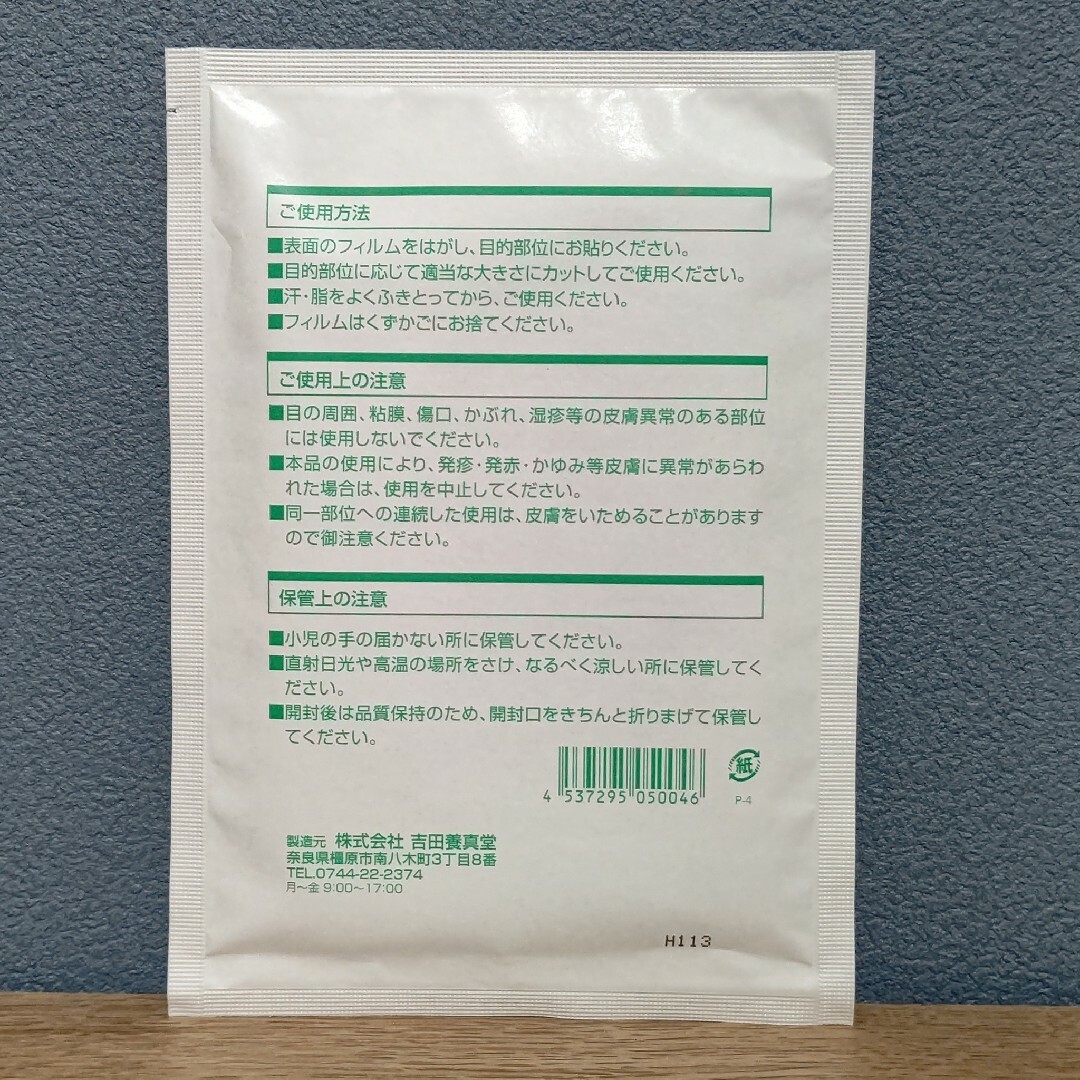 ご使用方法
■表面のフィルムをはがし、目的部位にお貼りください。
■目的部位に応じて適当な大きさにカットしてご使用ください。
■汗・脂をよくふきとってから、ご使用ください。
■フィルムはくずかごにお捨てください。
ご使用上の注意
■目の周囲、粘膜、傷口、かぶれ、湿疹等の皮膚異常のある部位
には使用しないでください。
■本品の使用により、発疹・発赤・かゆみ等皮膚に異常があらわ
れた場合は、使用を中止してください。
■同一部位への連続した使用は、皮膚をいためることがあります
ので御注意ください。
保管上の注意
■小児の手の届かない所に保管してください。
■直射日光や高温の場所をさけ、なるべく涼しい所に保管してく
ださい。
■開封後は品質保持のため、開封口をきちんと折りまげて保管し
てください。
4 537295 050046
紙
P-4
製造元 株式会社 吉田養真堂
奈良県橿原市南八木町3丁目8番
TEL.0744-22-2374
月〜金 9:00〜17:00
H113